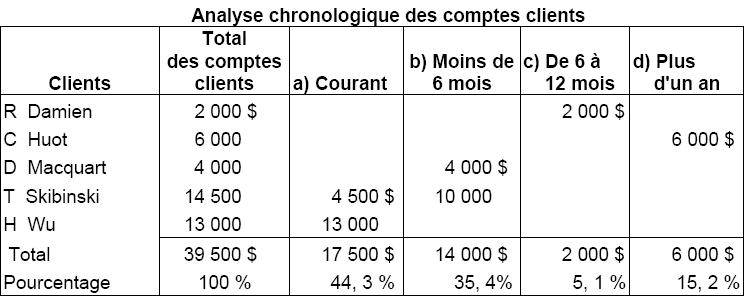 Analyse chronologique des comptes clients
Clients Total des comptes clients a) Courant b) Moins de 6 mois c) De 6 à 12 mois d) Plus d'un an
R Damien 2 000 $ 2 000 $
C Huot 6 000 6 000 $
D Macquart 4 000 4 000 $
T Skibinski 14 500 4 500 $ 10 000
H Wu 13 000 13 000
Total 39 500 $ 17 500 $ 14 000 $ 2 000 $ 6 000 $
Pourcentage 100 % 44, 3 % 35, 4% 5, 1 % 15, 2 %